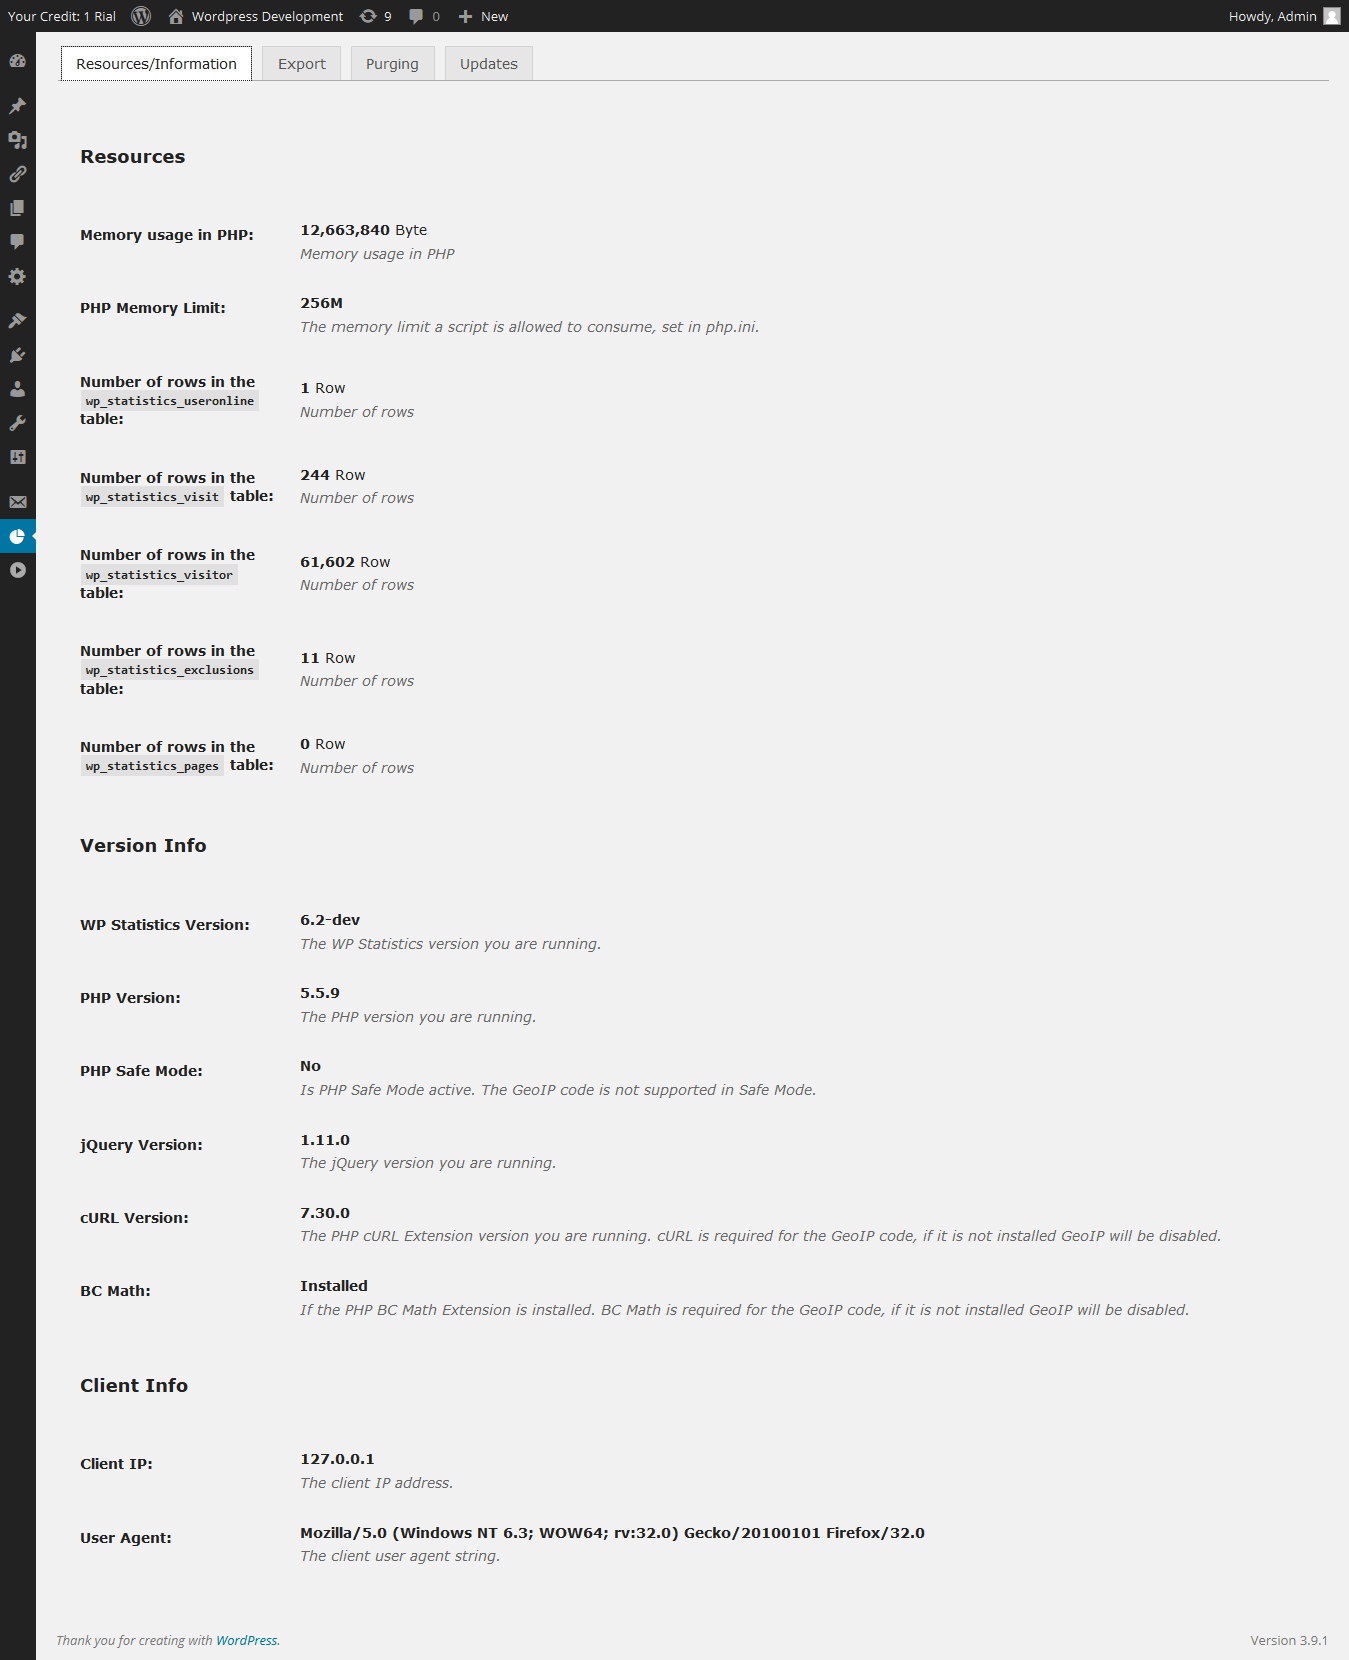 Your Credit: 1 Rial Wordpress Development 9 0 New Howdy, Admin
Resources/Information Export Purging Updates
Resources
Memory usage in PHP: 12,663,840 Byte
Memory usage in PHP
PHP Memory Limit: 256M
The memory limit a script is allowed to consume, set in php.ini.
Number of rows in the
wp_statistics_useronline
table:
1 Row
Number of rows
Number of rows in the
wp_statistics_visit table:
244 Row
Number of rows
Number of rows in the
wp_statistics_visitor
table:
61,602 Row
Number of rows
Number of rows in the
wp_statistics_exclusions
table:
11 Row
Number of rows
Number of rows in the
wp_statistics_pages table:
0 Row
Number of rows
Version Info
WP Statistics Version: 6.2-dev
The WP Statistics version you are running.
PHP Version: 5.5.9
The PHP version you are running.
PHP Safe Mode: No
Is PHP Safe Mode active. The GeoIP code is not supported in Safe Mode.
jQuery Version: 1.11.0
The jQuery version you are running.
cURL Version: 7.30.0
The PHP cURL Extension version you are running. cURL is required for the GeoIP code, if it is not installed GeoIP will be disabled.
BC Math: Installed
If the PHP BC Math Extension is installed. BC Math is required for the GeoIP code, if it is not installed GeoIP will be disabled.
Client Info
Client IP: 127.0.0.1
The client IP address.
User Agent: Mozilla/5.0 (Windows NT 6.3; WOW64; rv:32.0) Gecko/20100101 Firefox/32.0
The client user agent string.
Thank you for creating with WordPress. Version 3.9.1